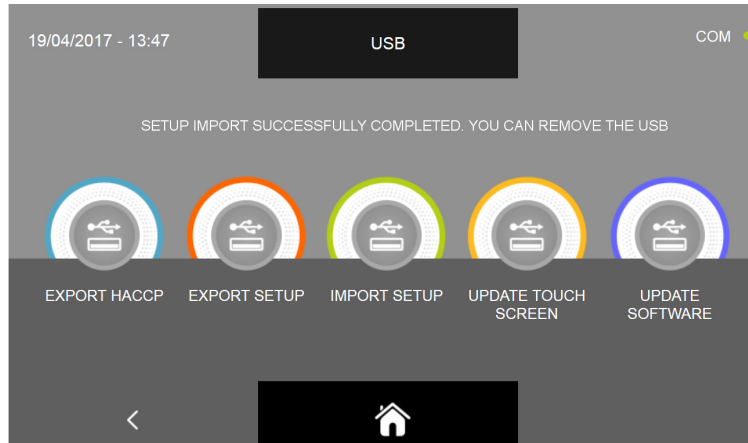 19/04/2017 - 13:47
USB
COM
SETUP IMPORT SUCCESSFULLY COMPLETED. YOU CAN REMOVE THE USB
EXPORT HACCP
EXPORT SETUP
IMPORT SETUP
UPDATE TOUCH
SCREEN
UPDATE
SOFTWARE